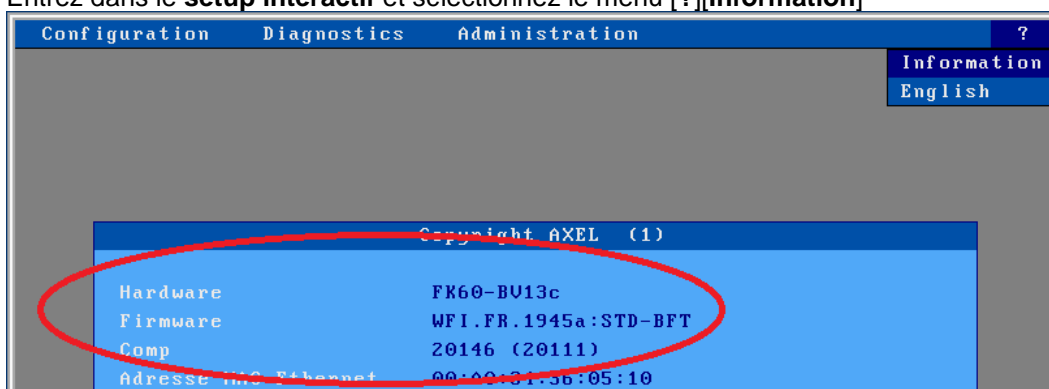 Entrez dans le setup interactif et sélectionnez le menu [?][Information]
Configuration Diagnostics Administration ?
Information
English
Copyright AXEL (1)
Hardware FK60-BV13c
Firmware WFI.FR.1945a:STD-BFT
Comp 20146 (20111)
Adresse MAC Ethernet 00:A0:34:36:05:10